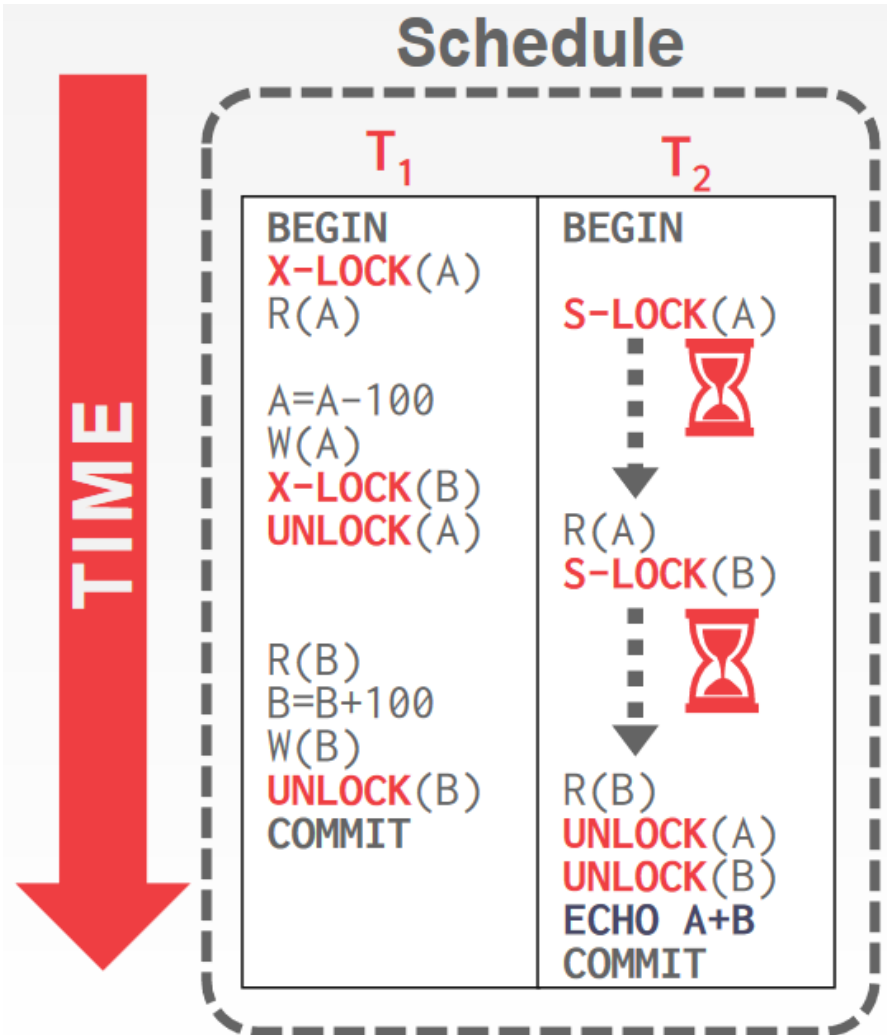 Schedule
TIME
T1
T2
BEGIN
X-LOCK(A)
R(A)
A=A-100
W(A)
X-LOCK(B)
UNLOCK(A)
R(B)
B=B+100
W(B)
UNLOCK(B)
COMMIT
BEGIN
S-LOCK(A)
R(A)
S-LOCK(B)
R(B)
UNLOCK(A)
UNLOCK(B)
ECHO A+B
COMMIT